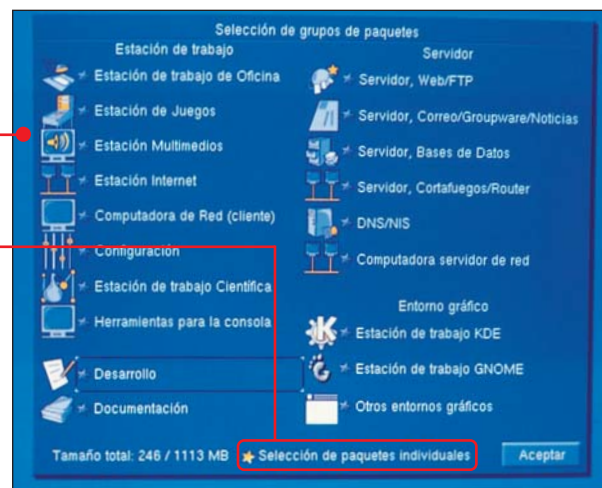 Selección de grupos de paquetes
Estación de trabajo
Estación de trabajo de Oficina
Estación de Juegos
Estación Multimedios
Estación Internet
Computadora de Red (cliente)
Configuración
Estación de trabajo Científica
Herramientas para la consola
Desarrollo
Documentación
Servidor
Servidor, Web/FTP
Servidor, Correo/Groupware/Noticias
Servidor, Bases de Datos
Servidor, Cortafuegos/Router
DNS/NIS
Computadora servidor de red
Entorno gráfico
Estación de trabajo KDE
Estación de trabajo GNOME
Otros entornos gráficos
Tamaño total: 246 / 1113 MB
Selección de paquetes individuales
Aceptar